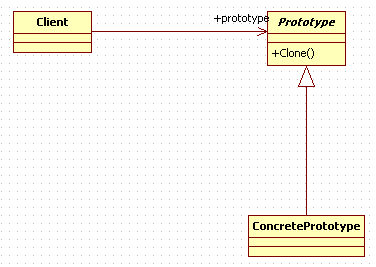 Client
+prototype
Prototype
+Clone()
ConcretePrototype